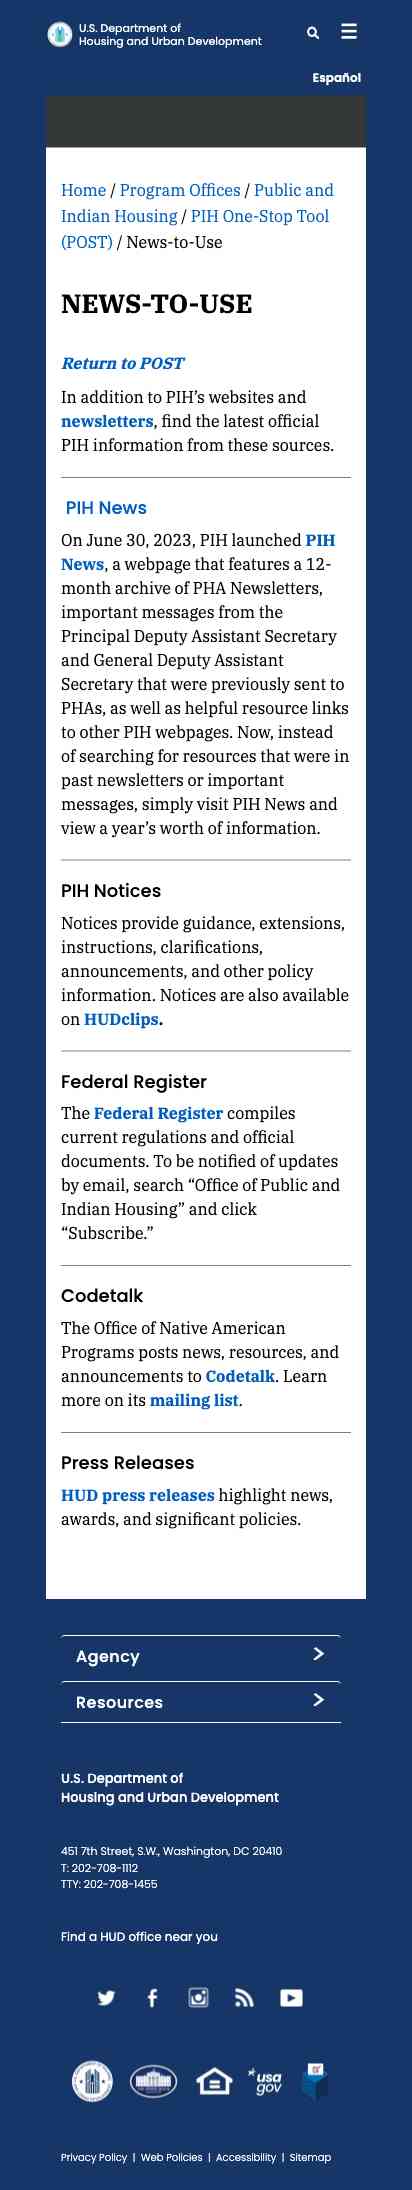 U.S. Department of
Housing and Urban Development
Español
Home / Program Offices / Public and
Indian Housing / PIH One-Stop Tool
(POST) / News-to-Use
NEWS-TO-USE
Return to POST
In addition to PIH’s websites and
newsletters, find the latest official
PIH information from these sources.
PIH News
On June 30, 2023, PIH launched PIH
News, a webpage that features a 12-
month archive of PHA Newsletters,
important messages from the
Principal Deputy Assistant Secretary
and General Deputy Assistant
Secretary that were previously sent to
PHAs, as well as helpful resource links
to other PIH webpages. Now, instead
of searching for resources that were in
past newsletters or important
messages, simply visit PIH News and
view a year’s worth of information.
PIH Notices
Notices provide guidance, extensions,
instructions, clarifications,
announcements, and other policy
information. Notices are also available
on HUDclips.
Federal Register
The Federal Register compiles
current regulations and official
documents. To be notified of updates
by email, search “Office of Public and
Indian Housing” and click
“Subscribe.”
Codetalk
The Office of Native American
Programs posts news, resources, and
announcements to Codetalk. Learn
more on its mailing list.
Press Releases
HUD press releases highlight news,
awards, and significant policies.
Agency
Resources
U.S. Department of
Housing and Urban Development
451 7th Street, S.W., Washington, DC 20410
T: 202-708-1112
TTY: 202-708-1455
Find a HUD office near you
usa
gov
Privacy Policy | Web Policies | Accessibility | Sitemap